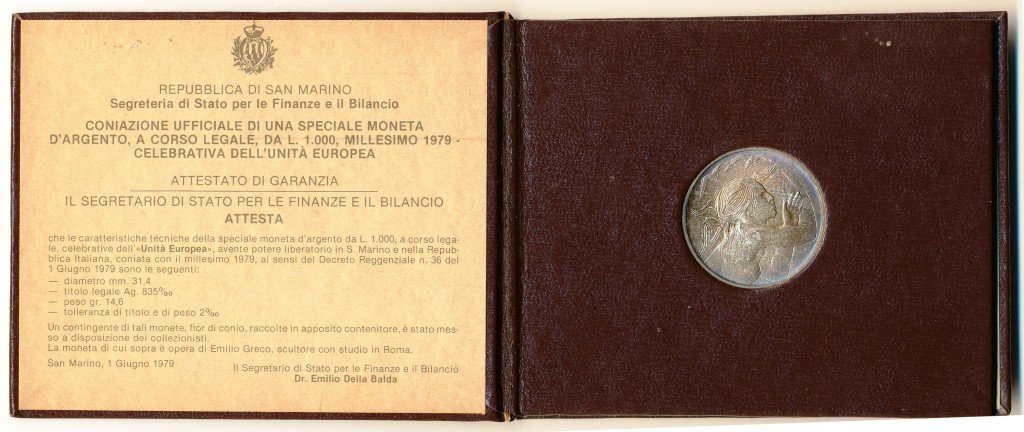 REPUBBLICA DI SAN MARINO
Segreteria di Stato per le Finanze e il Bilancio
CONIAZIONE UFFICIALE DI UNA SPECIALE MONETA
D'ARGENTO, A CORSO LEGALE, DA L. 1.000, MILLESIMO 1979 -
CELEBRATIVA DELL'UNITÀ EUROPEA
ATTESTATO DI GARANZIA
IL SEGRETARIO DI STATO PER LE FINANZE E IL BILANCIO
ATTESTA
che le caratteristiche tecniche della speciale moneta d'argento da L. 1.000, a corso lega-
le, celebrative dell'«Unità Europea», avente potere liberatorio in S. Marino e nella Repub-
blica Italiana, coniata con il millesimo 1979, ai sensi del Decreto Reggenziale n. 36 del
1 Giugno 1979 sono le seguenti:
— diametro mm. 31,4
— titolo legale Ag. 835‰
— peso gr. 14,6
— tolleranza di titolo e di peso 2‰
Un contingente di tali monete, fior di conio, raccolte in apposito contenitore, è stato mes-
so a disposizione dei collezionisti.
La moneta di cui sopra è opera di Emilio Greco, scultore con studio in Roma.
San Marino, 1 Giugno 1979
Il Segretario di Stato per le Finanze e il Bilancio
Dr. Emilio Della Balda